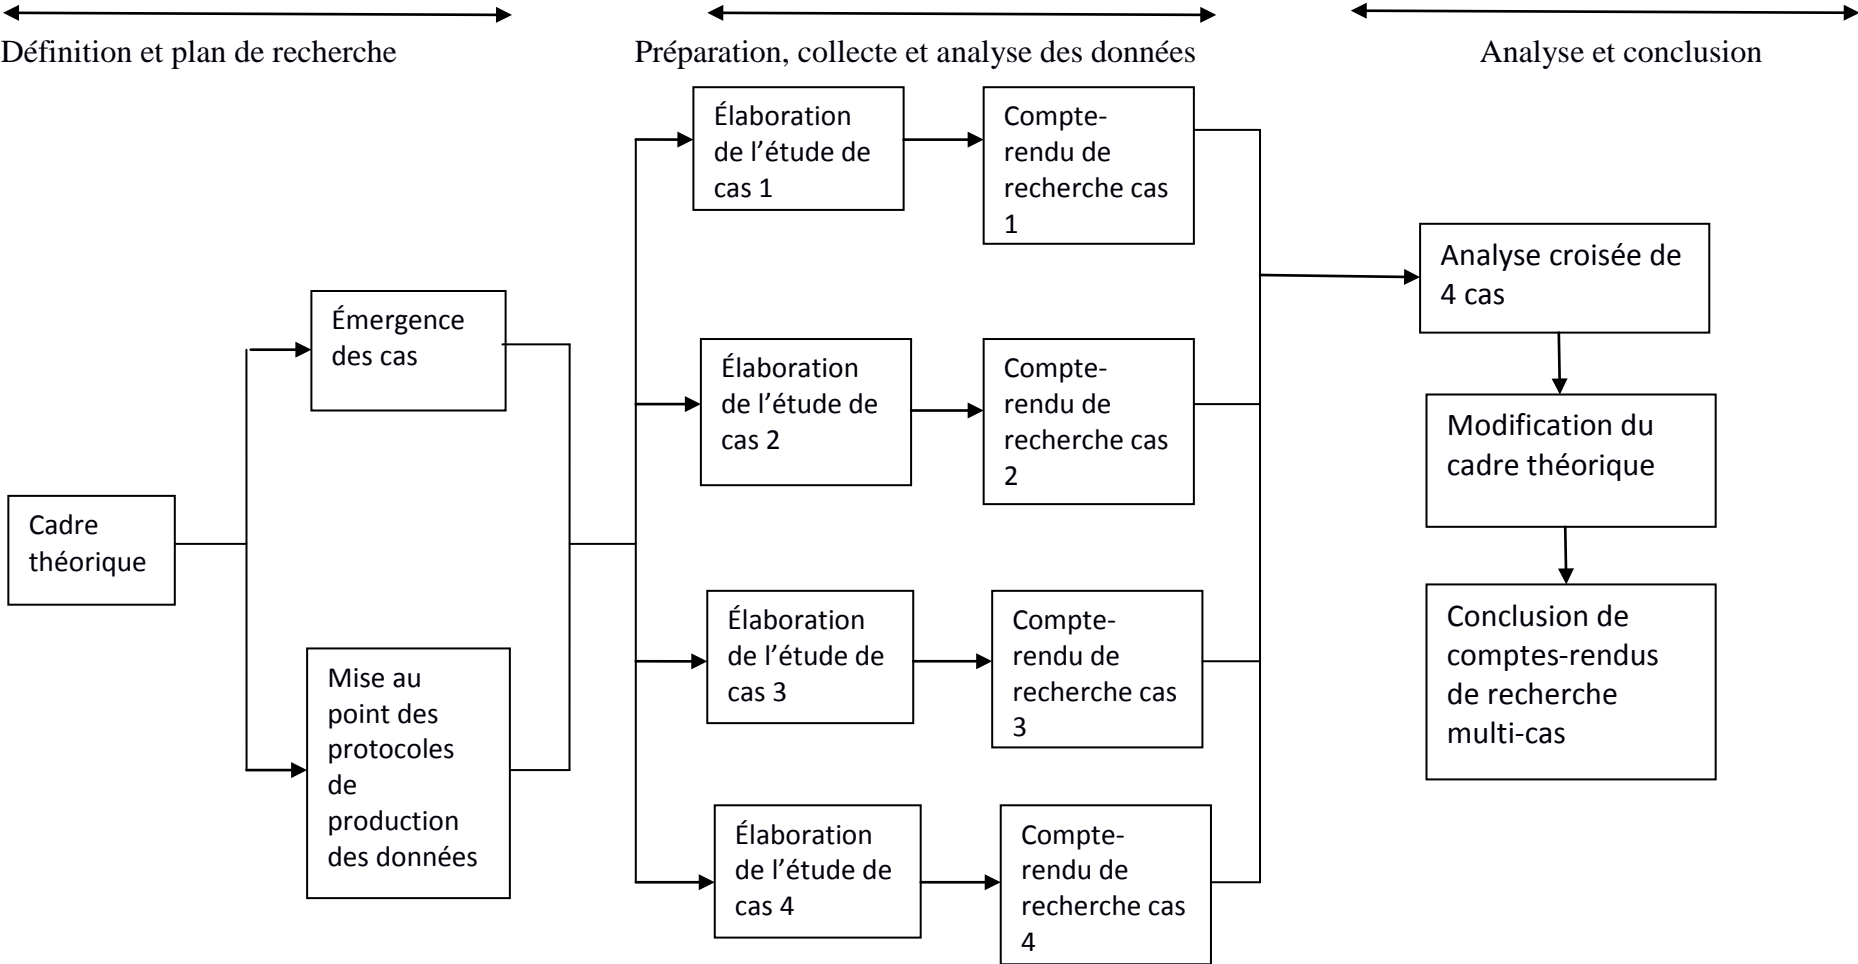 Définition et plan de recherche
Préparation, collecte et analyse des données
Analyse et conclusion
Cadre
théorique
Émergence
des cas
Mise au
point des
protocoles
de
production
des données
Élaboration
de l’étude de
cas 1
Compte-
rendu de
recherche cas
1
Élaboration
de l’étude de
cas 2
Compte-
rendu de
recherche cas
2
Élaboration
de l’étude de
cas 3
Compte-
rendu de
recherche cas
3
Élaboration
de l’étude de
cas 4
Compte-
rendu de
recherche cas
4
Analyse croisée de
4 cas
Modification du
cadre théorique
Conclusion de
comptes-rendus
de recherche
multi-cas